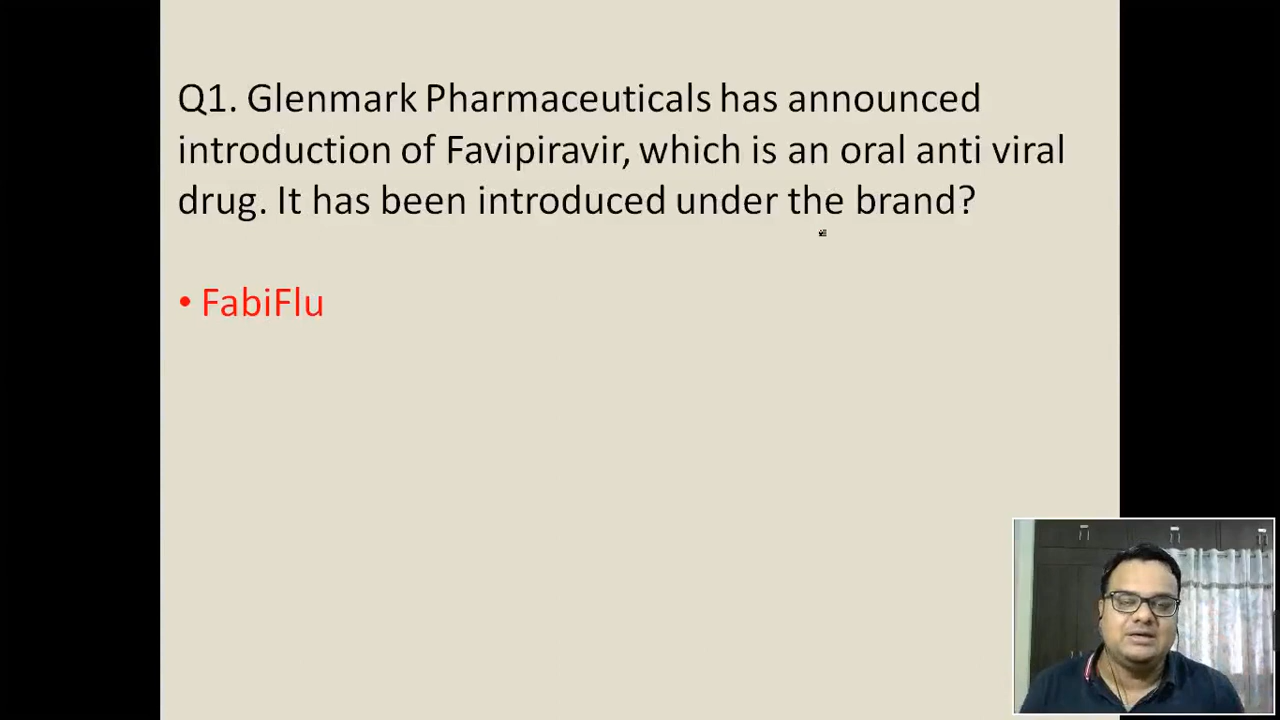 Q1. Glenmark Pharmaceuticals has announced
introduction of Favipiravir, which is an oral anti viral
drug. It has been introduced under the brand?
• FabiFlu